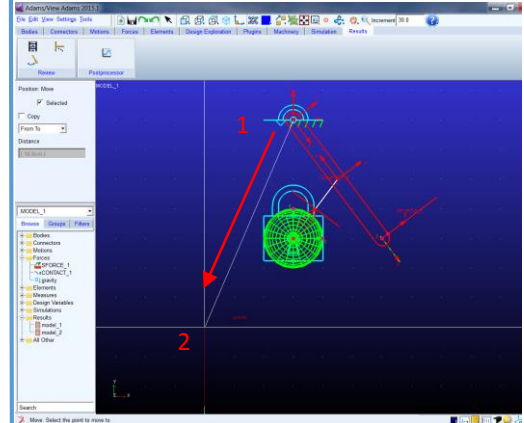 Adams/View Adams 2015.1
File Edit View Settings Tools
Increment 30.0
Bodies Connectors Motions Forces Elements Design Exploration Plugins Machinery Simulation Results
Review Postprocessor
Position: Move
Selected
Copy
From To
Distance
MODEL_1
MODEL_1
Browse Groups Filters
Bodies
Connectors
Motions
Forces
SFORCE_1
CONTACT_1
gravity
Elements
Measures
Design Variables
Simulations
Results
model_1
model_2
All Other
Search
1
2
Move: Select the point to move to